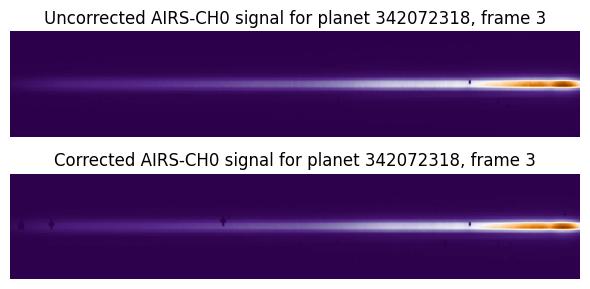 Uncorrected AIRS-CH0 signal for planet 342072318, frame 3
Corrected AIRS-CH0 signal for planet 342072318, frame 3